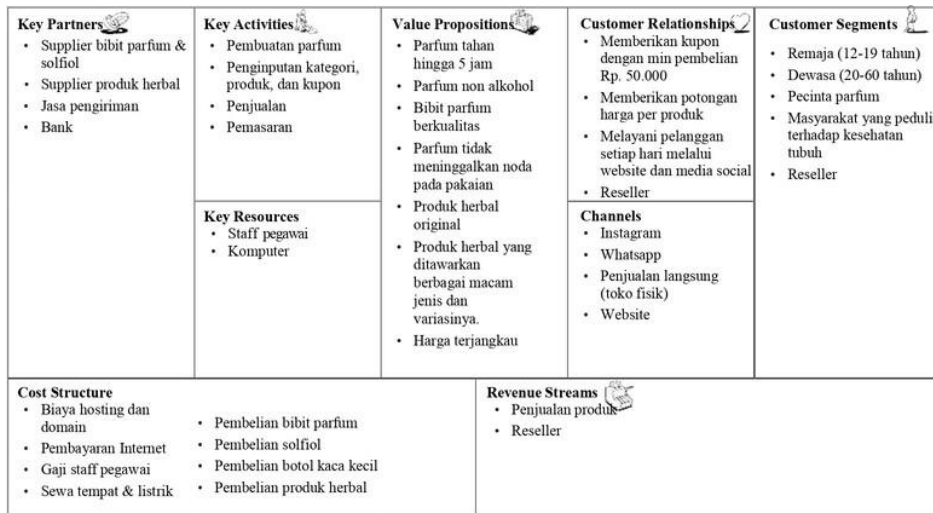 Key Partners
• Supplier bibit parfum &
solfiol
• Supplier produk herbal
• Jasa pengiriman
• Bank
Key Activities
• Pembuatan parfum
• Penginputan kategori,
produk, dan kupon
• Penjualan
• Pemasaran
Key Resources
• Staff pegawai
• Komputer
Value Propositions
• Parfum tahan
hingga 5 jam
• Parfum non alkohol
• Bibit parfum
berkualitas
• Parfum tidak
meninggalkan noda
pada pakaian
• Produk herbal
original
• Produk herbal yang
ditawarkan
berbagai macam
jenis dan
variasinya.
• Harga terjangkau
Customer Relationships
• Memberikan kupon
dengan min pembelian
Rp. 50.000
• Memberikan potongan
harga per produk
• Melayani pelanggan
setiap hari melalui
website dan media social
• Reseller
Channels
• Instagram
• Whatsapp
• Penjualan langsung
(toko fisik)
• Website
Customer Segments
• Remaja (12-19 tahun)
• Dewasa (20-60 tahun)
• Pecinta parfum
• Masyarakat yang peduli
terhadap kesehatan
tubuh
• Reseller
Cost Structure
• Biaya hosting dan
domain
• Pembayaran Internet
• Gaji staff pegawai
• Sewa tempat & listrik
• Pembelian bibit parfum
• Pembelian solfiol
• Pembelian botol kaca kecil
• Pembelian produk herbal
Revenue Streams
• Penjualan produk
• Reseller